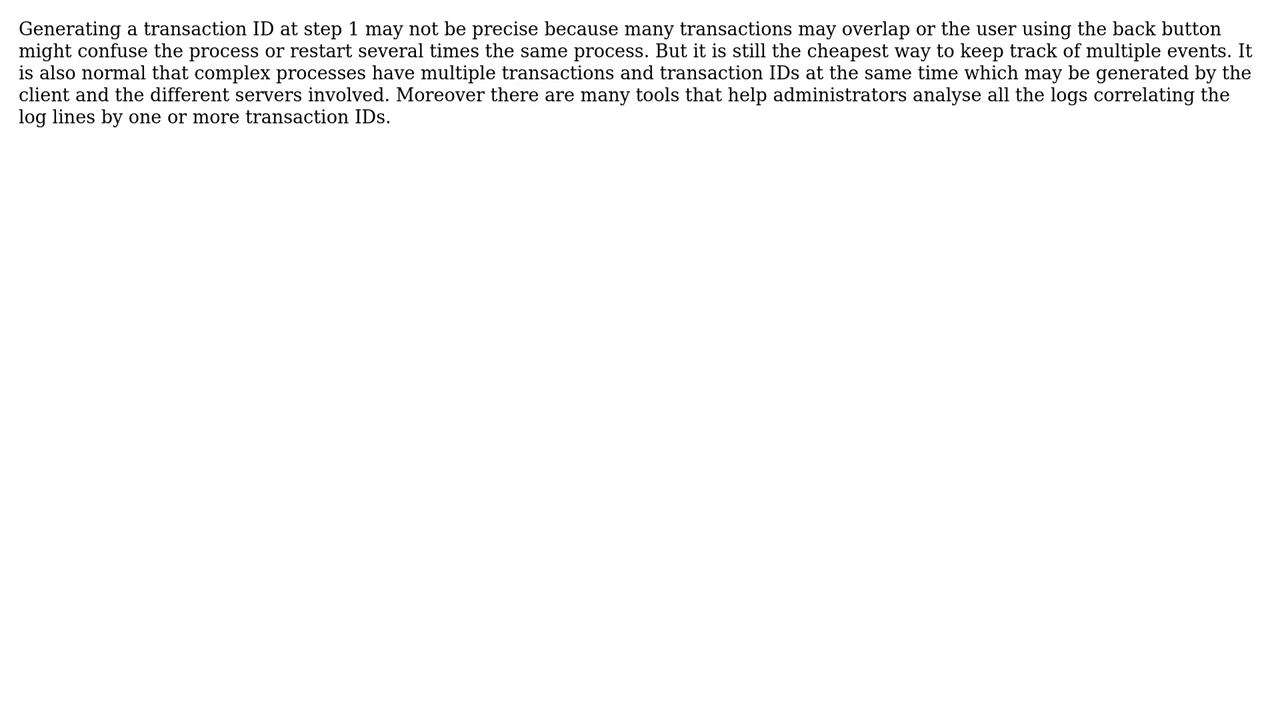 Generating a transaction ID at step 1 may not be precise because many transactions may overlap or the user using the back button
might confuse the process or restart several times the same process. But it is still the cheapest way to keep track of multiple events. It
is also normal that complex processes have multiple transactions and transaction IDs at the same time which may be generated by the
client and the different servers involved. Moreover there are many tools that help administrators analyse all the logs correlating the
log lines by one or more transaction IDs.